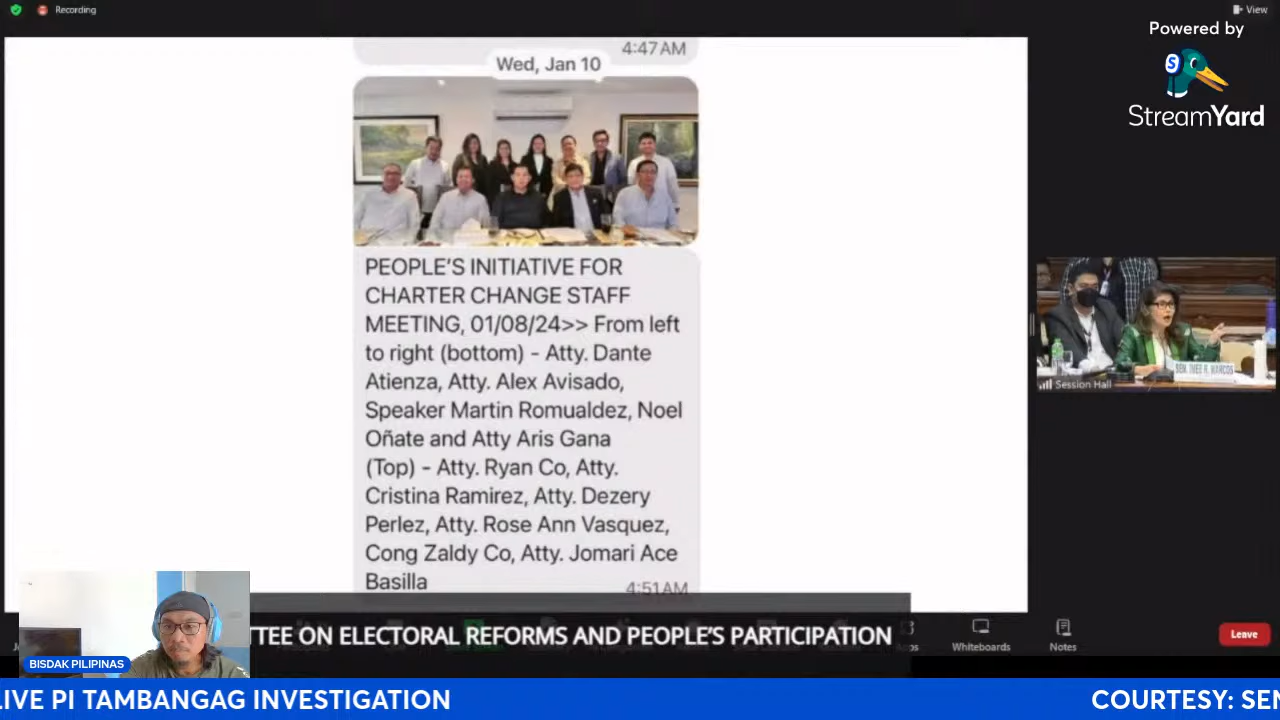 Recording
View
Powered by
StreamYard
4:47 AM
Wed, Jan 10
PEOPLE'S INITIATIVE FOR
CHARTER CHANGE STAFF
MEETING, 01/08/24>> From left
to right (bottom) - Atty. Dante
Atienza, Atty. Alex Avisado,
Speaker Martin Romualdez, Noel
Oñate and Atty Aris Gana
(Top) - Atty. Ryan Co, Atty.
Cristina Ramirez, Atty. Dezery
Perlez, Atty. Rose Ann Vasquez,
Cong Zaldy Co, Atty. Jomari Ace
Basilla
4:51 AM
SEN. IMEE R. MARCOS
Session Hall
TTEE ON ELECTORAL REFORMS AND PEOPLE'S PARTICIPATION
Whiteboards
Notes
Leave
BISDAK PILIPINAS
LIVE PI TAMBANGAG INVESTIGATION
COURTESY: SEN